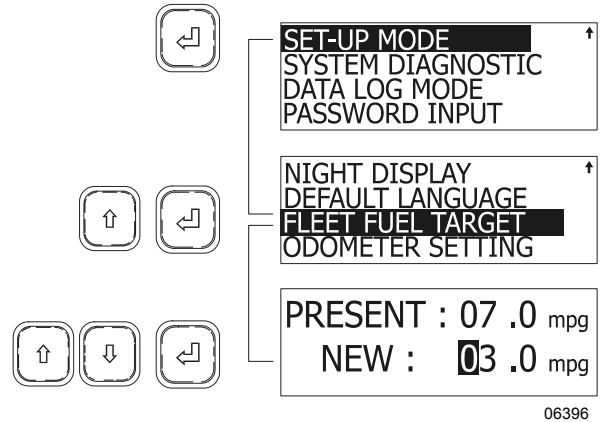 SET-UP MODE
SYSTEM DIAGNOSTIC
DATA LOG MODE
PASSWORD INPUT
NIGHT DISPLAY
DEFAULT LANGUAGE
FLEET FUEL TARGET
ODOMETER SETTING
PRESENT : 07 .0 mpg
NEW : 03 .0 mpg
06396